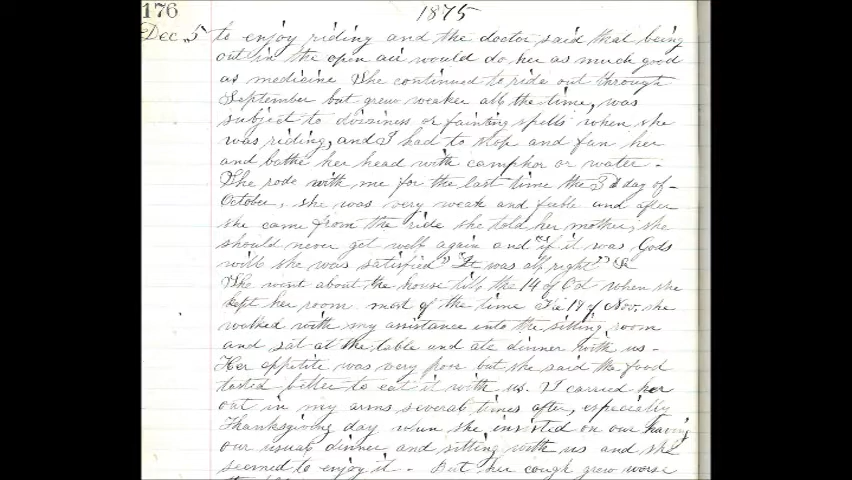 176
1875
Dec 5 to enjoy riding and the doctor said that being
out in the open air would do her as much good
as medicine She continued to ride out through
September but grew weaker all the time, was
subject to dizziness or fainting spells when she
was riding, and I had to stop and fan her
and bathe her head with camphor or water -
She rode with me for the last time the 3d day of
October, she was very weak and feeble and after
she came from the ride she told her mother, she
should never get well again and "if it was Gods
will she was satisfied" "It was all right"
She went about the house till the 14 of Oct when she
kept her room most of the time The 19 of Nov. she
walked with my assistance into the sitting room
and sat at the table and ate dinner with us -
Her appetite was very poor but she said the food
tasted better to eat it with us. I carried her
out in my arms several times after, especially
Thanksgiving day when she insisted on our having
our usual dinner and sitting with us and she
seemed to enjoy it - But her cough grew worse